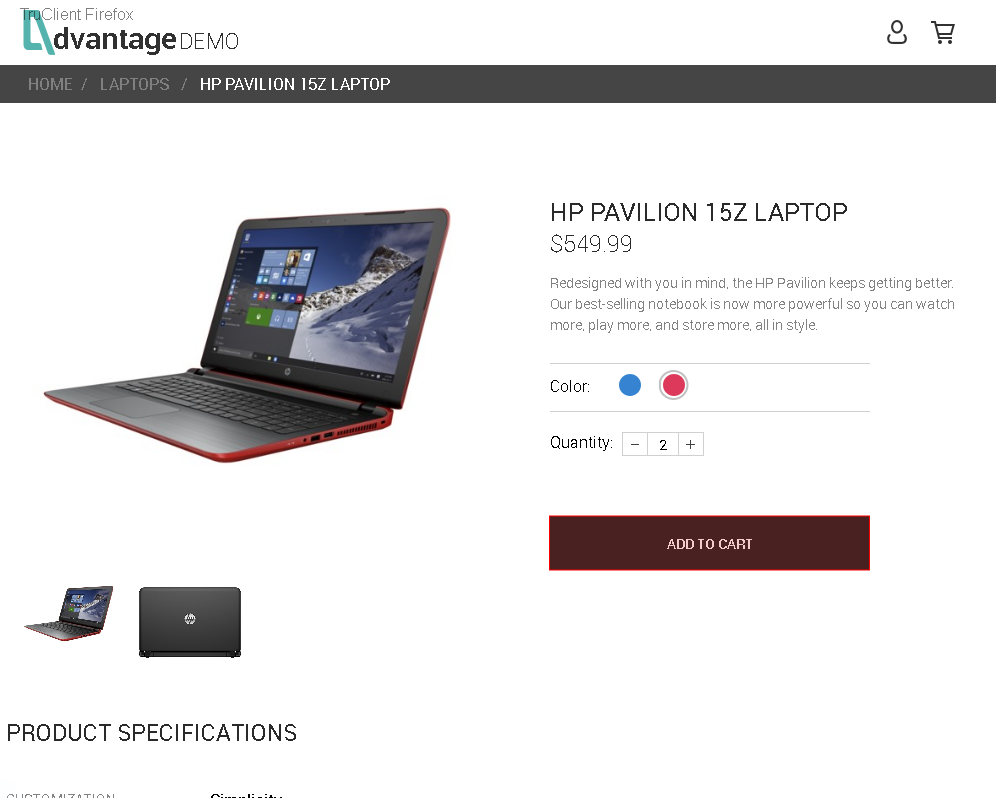 TruClient Firefox
dvantage DEMO
HOME / LAPTOPS / HP PAVILION 15Z LAPTOP
HP PAVILION 15Z LAPTOP
$549.99
Redesigned with you in mind, the HP Pavilion keeps getting better.
Our best-selling notebook is now more powerful so you can watch
more, play more, and store more, all in style.
Color:
Quantity: − 2 +
ADD TO CART
PRODUCT SPECIFICATIONS
CUSTOMIZATION Simplicity